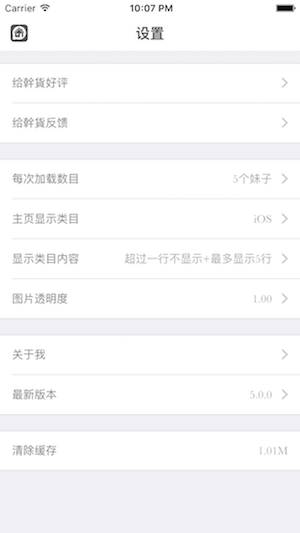 Carrier 10:07 PM
设置
给幹貨好评
给幹貨反馈
每次加载数目 5个妹子
主页显示类目 iOS
显示类目内容 超过一行不显示+最多显示5行
图片透明度 1.00
关于我
最新版本 5.0.0
清除缓存 1.01M